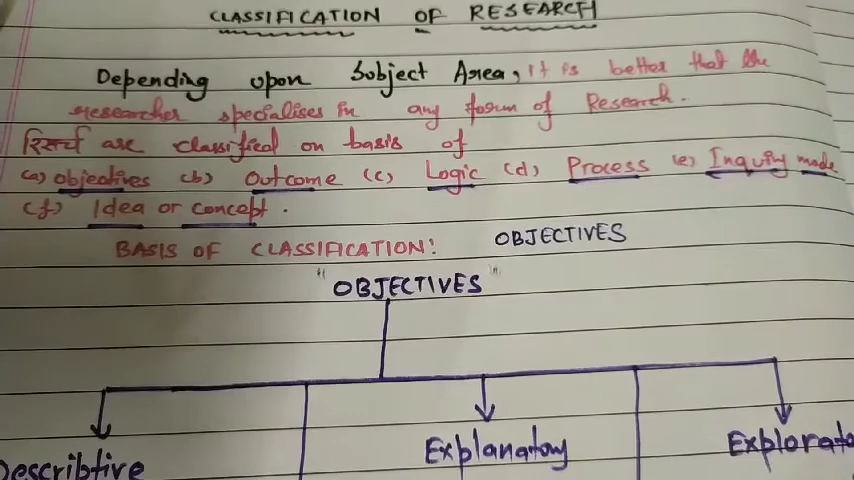 CLASSIFICATION OF RESEARCH
Depending upon Subject Area, it is better that the
researcher specialises in any form of Research.
रिसर्च are classified on basis of
(a) objectives (b) Outcome (c) Logic (d) Process (e) Inquiry mode
(f) Idea or concept.
BASIS OF CLASSIFICATION: OBJECTIVES
"OBJECTIVES"
Describtive Explanatory Explorato